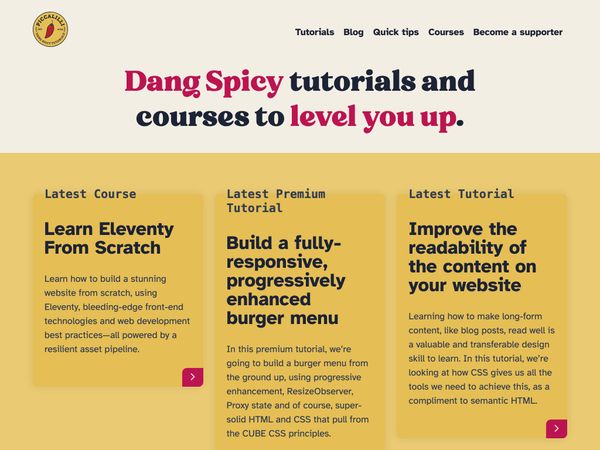 PICCALILLI
Tutorials Blog Quick tips Courses Become a supporter
Dang Spicy tutorials and
courses to level you up.
Latest Course
Learn Eleventy
From Scratch
Learn how to build a stunning
website from scratch, using
Eleventy, bleeding-edge front-end
technologies and web development
best practices—all powered by a
resilient asset pipeline.
Latest Premium
Tutorial
Build a fully-
responsive,
progressively
enhanced
burger menu
In this premium tutorial, we’re
going to build a burger menu from
the ground up, using progressive
enhancement, ResizeObserver,
Proxy state and of course, super-
solid HTML and CSS that pull from
the CUBE CSS principles.
Latest Tutorial
Improve the
readability of
the content on
your website
Learning how to make long-form
content, like blog posts, read well is
a valuable and transferable design
skill to learn. In this tutorial, we’re
looking at how CSS gives us all the
tools we need to achieve this, as a
compliment to semantic HTML.